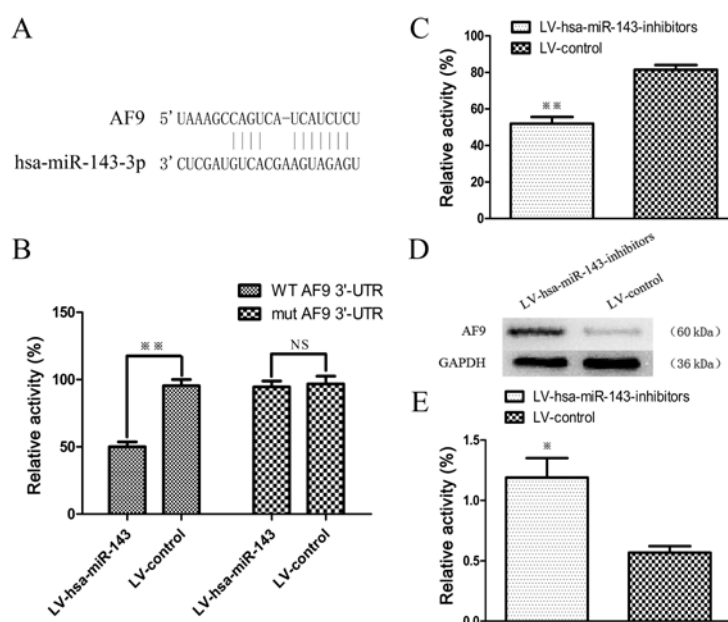 A
AF9 5'UAAAGCCAGUCA-UCAUCUCU
hsa-miR-143-3p 3'CUCGAUGUCACGAAGUAGAGU
B
WT AF9 3'-UTR
mut AF9 3'-UTR
Relative activity (%)
150
100
50
0
※※
NS
LV-hsa-miR-143
LV-control
LV-hsa-miR-143
LV-control
C
LV-hsa-miR-143-inhibitors
LV-control
Relative activity (%)
100
80
60
40
20
0
※※
D
LV-hsa-miR-143-inhibitors
LV-control
AF9 (60 kDa)
GAPDH (36 kDa)
E
LV-hsa-miR-143-inhibitors
LV-control
Relative activity (%)
1.5
1.0
0.5
0.0
※